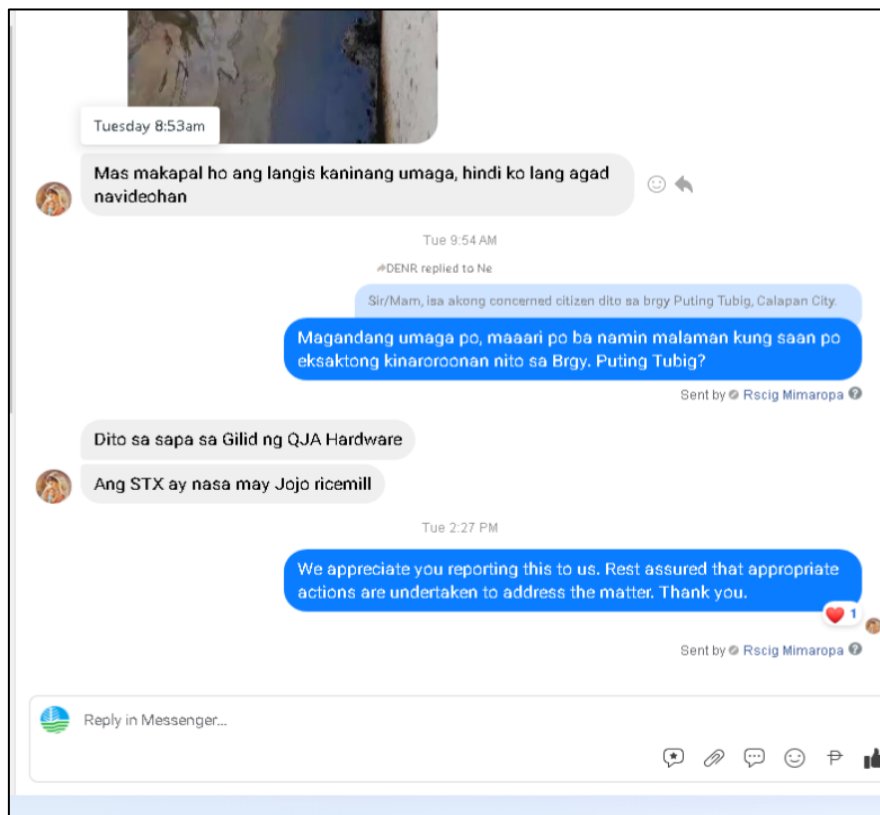 Tuesday 8:53am
Mas makapal ho ang langis kaninang umaga, hindi ko lang agad
navideohan
Tue 9:54 AM
DENR replied to Ne
Sir/Mam, isa akong concerned citizen dito sa brgy Puting Tubig, Calapan City.
Magandang umaga po, maaari po ba namin malaman kung saan po
eksaktong kinaroroonan nito sa Brgy. Puting Tubig?
Sent by Rscig Mimaropa
Dito sa sapa sa Gilid ng QJA Hardware
Ang STX ay nasa may Jojo ricemill
Tue 2:27 PM
We appreciate you reporting this to us. Rest assured that appropriate
actions are undertaken to address the matter. Thank you.
1
Sent by Rscig Mimaropa
Reply in Messenger...